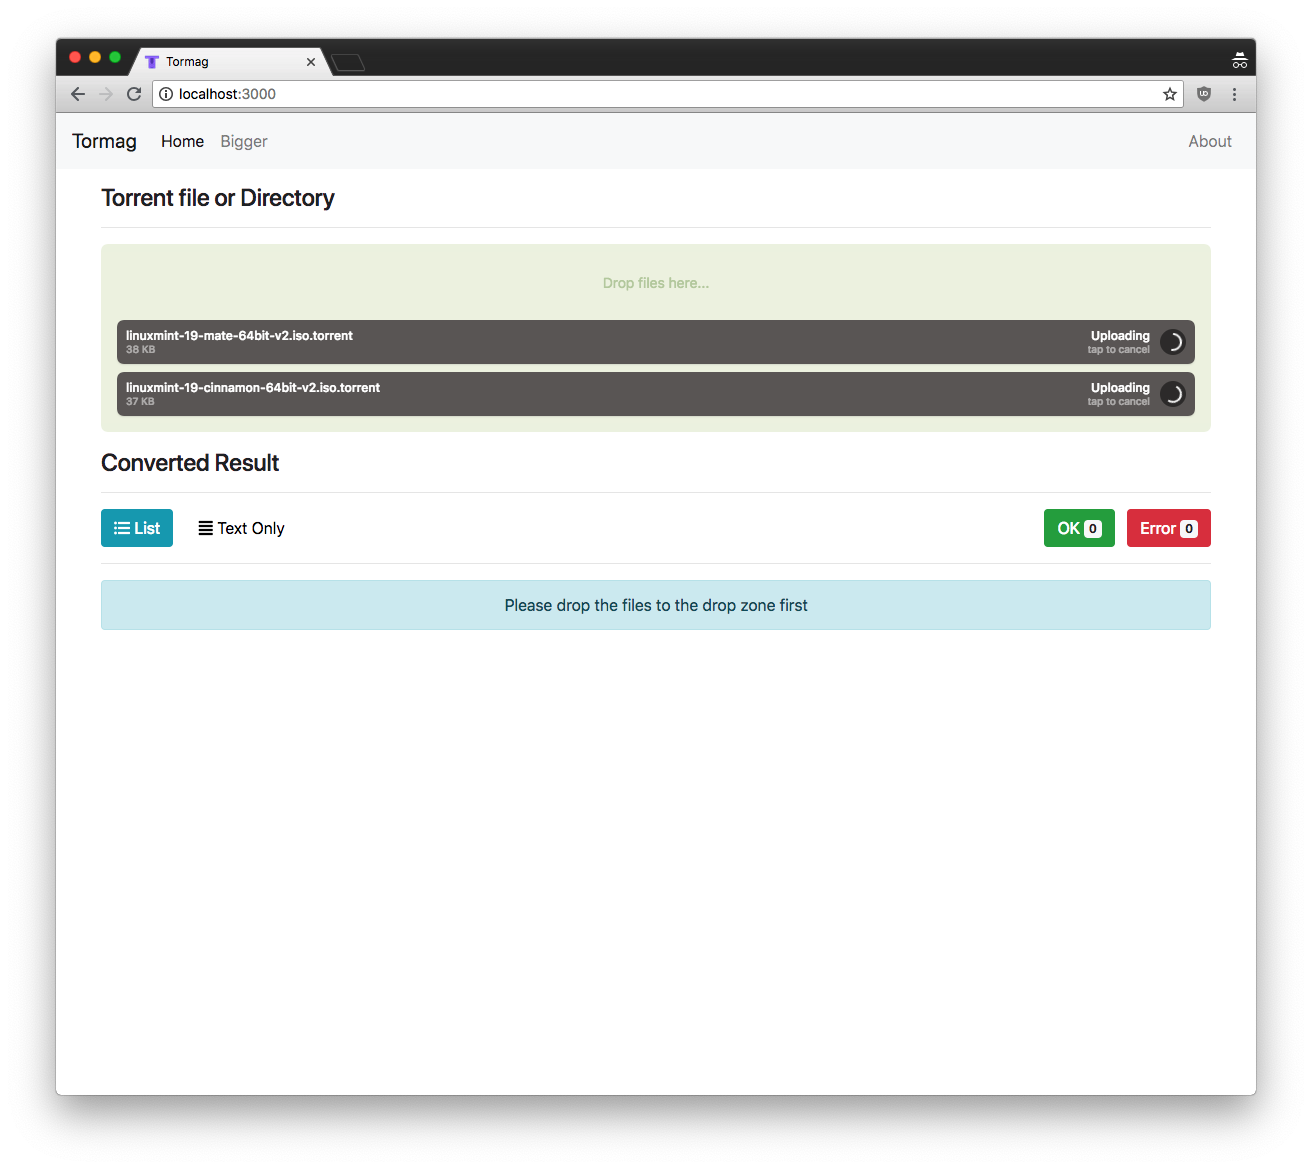 Tormag
localhost:3000
Tormag Home Bigger About
Torrent file or Directory
Drop files here...
linuxmint-19-mate-64bit-v2.iso.torrent Uploading
38 KB tap to cancel
linuxmint-19-cinnamon-64bit-v2.iso.torrent Uploading
37 KB tap to cancel
Converted Result
List Text Only OK 0 Error 0
Please drop the files to the drop zone first